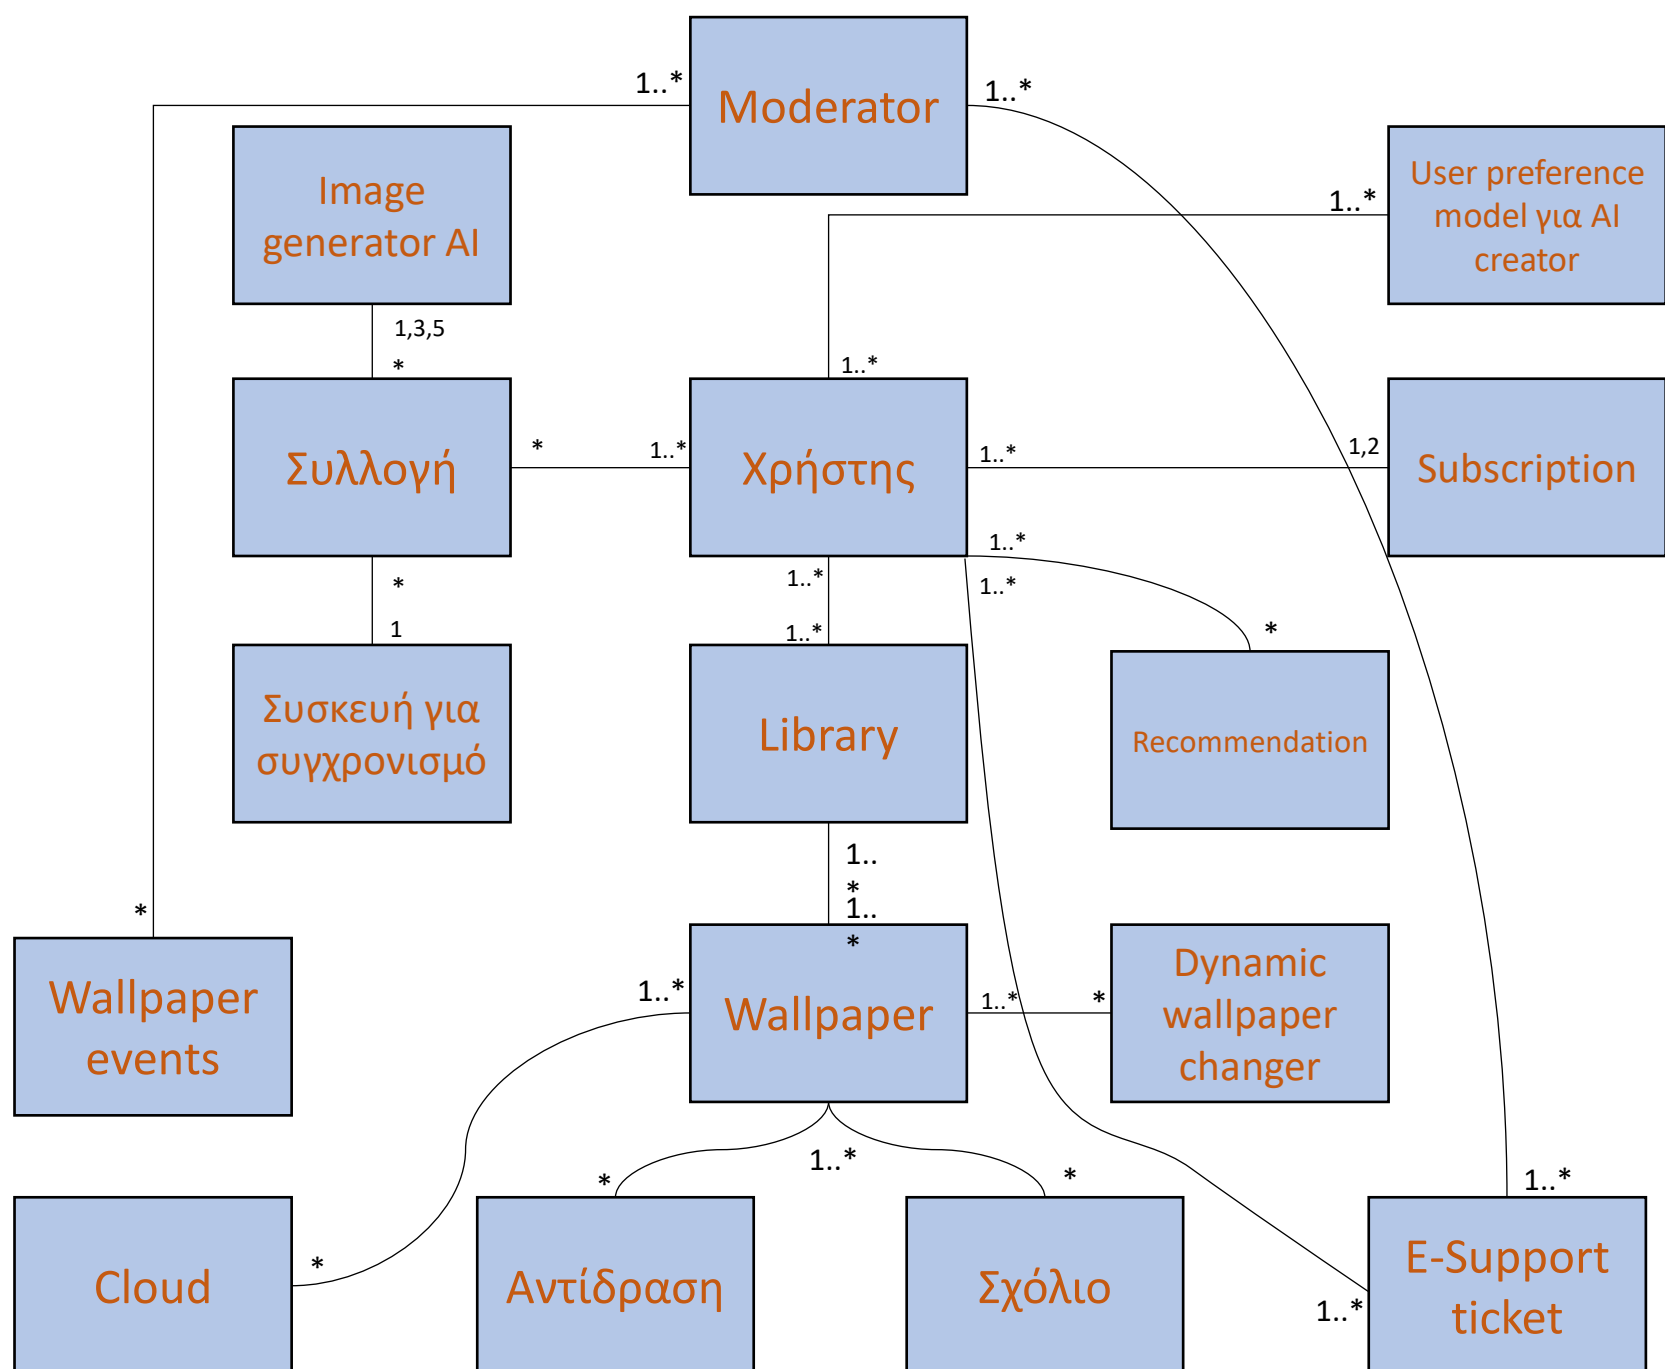 1..*
Moderator
1..*
Image
generator AI
User preference
model για AI
creator
1..*
1,3,5
*
1..*
Συλλογή
*
1..*
Χρήστης
1..*
1,2
Subscription
*
1
1..*
1..*
1..*
1..*
*
Συσκευή για
συγχρονισμό
Library
Recommendation
1..
*
1..
*
*
Wallpaper
events
1..*
Wallpaper
1..*
*
Dynamic
wallpaper
changer
*
*
1..*
*
1..*
1..*
Cloud
Αντίδραση
Σχόλιο
E-Support
ticket